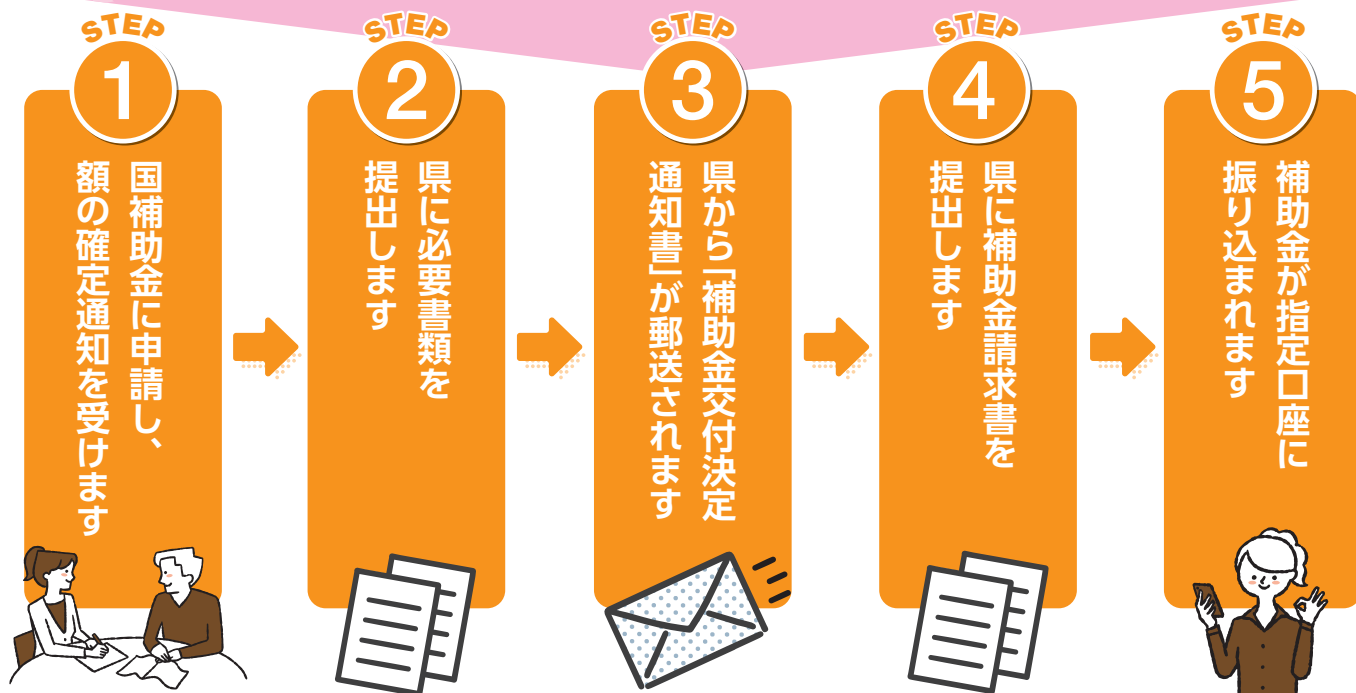 STEP
1
国補助金に申請し、
額の確定通知を受けます
STEP
2
県に必要書類を
提出します
STEP
3
県から「補助金交付決定
通知書」が郵送されます
STEP
4
県に補助金請求書を
提出します
STEP
5
補助金が指定口座に
振り込まれます